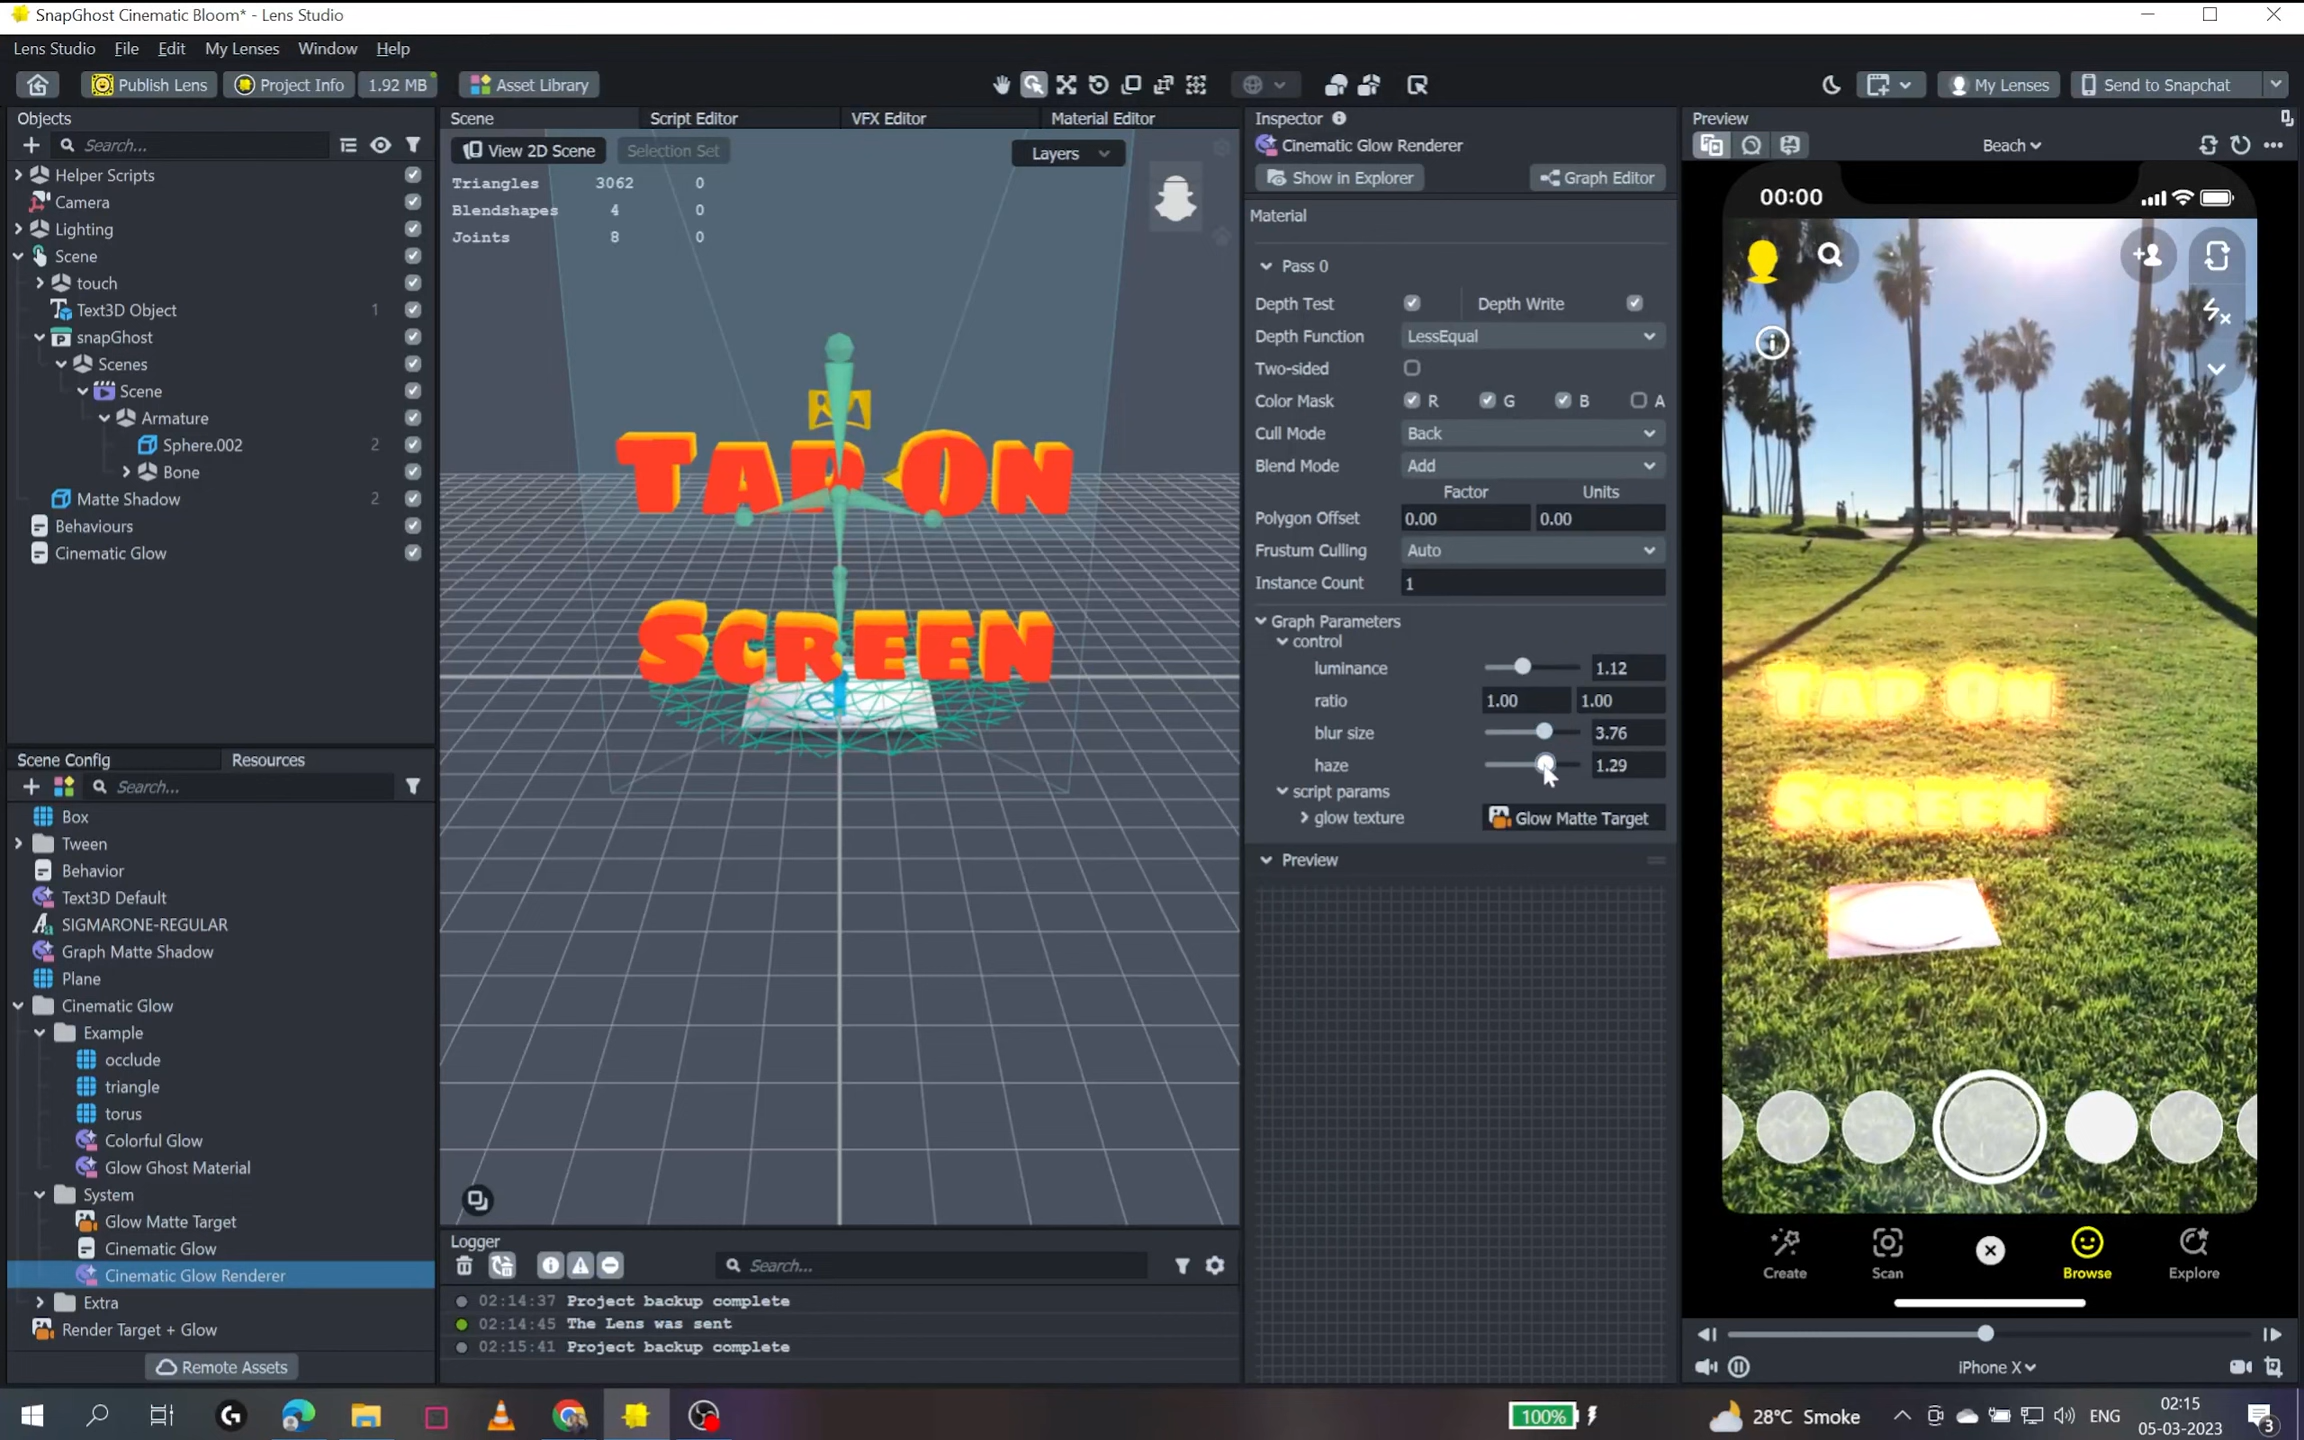 SnapGhost Cinematic Bloom* - Lens Studio
Lens Studio File Edit My Lenses Window Help
Publish Lens Project Info 1.92 MB Asset Library My Lenses Send to Snapchat
Objects
Search...
Helper Scripts
Camera
Lighting
Scene
touch
Text3D Object 1
snapGhost
Scenes
Scene
Armature
Sphere.002 2
Bone
Matte Shadow 2
Behaviours
Cinematic Glow
Scene Config Resources
Search...
Box
Tween
Behavior
Text3D Default
SIGMARONE-REGULAR
Graph Matte Shadow
Plane
Cinematic Glow
Example
occlude
triangle
torus
Colorful Glow
Glow Ghost Material
System
Glow Matte Target
Cinematic Glow
Cinematic Glow Renderer
Extra
Render Target + Glow
Remote Assets
Scene Script Editor VFX Editor Material Editor
View 2D Scene Selection Set Layers
Triangles 3062 0
Blendshapes 4 0
Joints 8 0
TAP ON
SCREEN
Logger
Search...
02:14:37 Project backup complete
02:14:45 The Lens was sent
02:15:41 Project backup complete
Inspector
Cinematic Glow Renderer
Show in Explorer Graph Editor
Material
Pass 0
Depth Test Depth Write
Depth Function LessEqual
Two-sided
Color Mask R G B A
Cull Mode Back
Blend Mode Add
Factor Units
Polygon Offset 0.00 0.00
Frustum Culling Auto
Instance Count 1
Graph Parameters
control
luminance 1.12
ratio 1.00 1.00
blur size 3.76
haze 1.29
script params
glow texture Glow Matte Target
Preview
Preview
Beach
00:00
TAP ON
SCREEN
Create Scan Browse Explore
iPhone X
100% 28°C Smoke ENG 02:15
05-03-2023 3